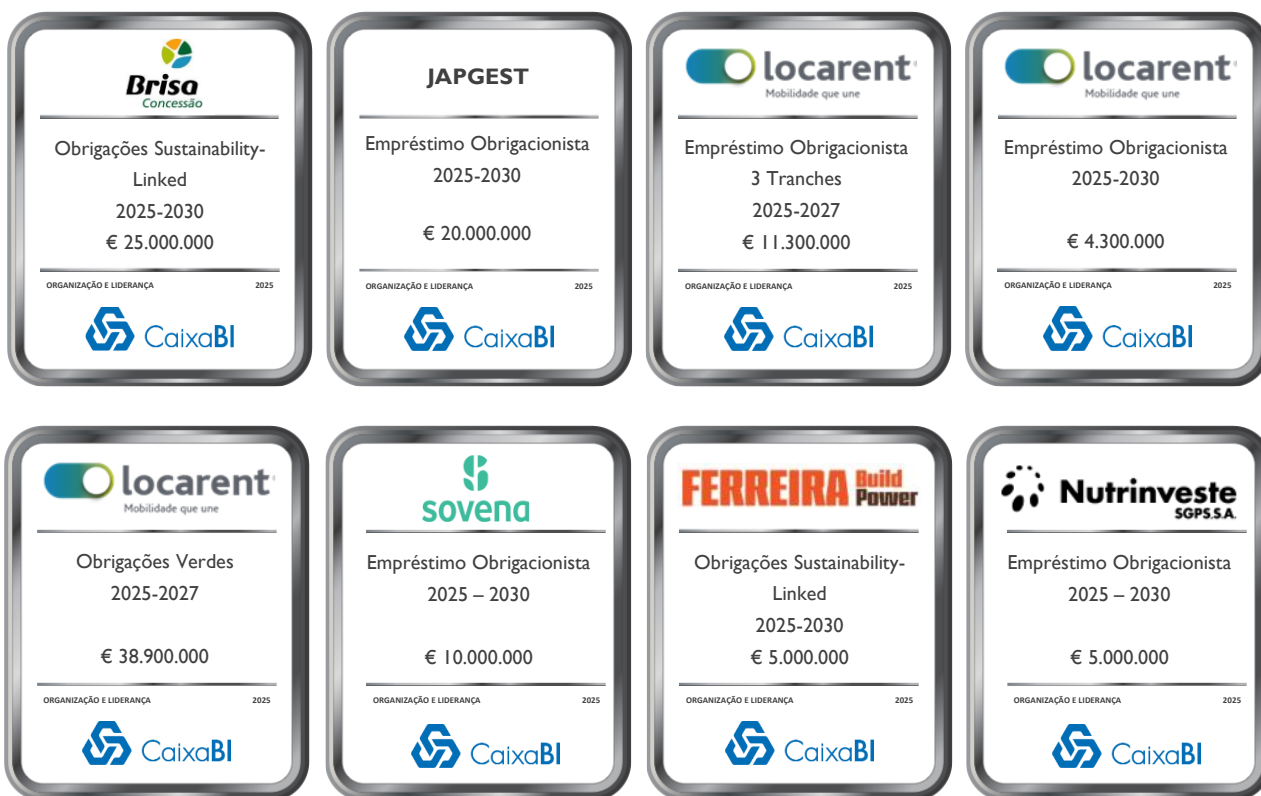 Brisa
Concessão
Obrigações Sustainability-
Linked
2025-2030
€ 25.000.000
ORGANIZAÇÃO E LIDERANÇA 2025
CaixaBI
JAPGEST
Empréstimo Obrigacionista
2025-2030
€ 20.000.000
ORGANIZAÇÃO E LIDERANÇA 2025
CaixaBI
locarent
Mobilidade que une
Empréstimo Obrigacionista
3 Tranches
2025-2027
€ 11.300.000
ORGANIZAÇÃO E LIDERANÇA 2025
CaixaBI
locarent
Mobilidade que une
Empréstimo Obrigacionista
2025-2030
€ 4.300.000
ORGANIZAÇÃO E LIDERANÇA 2025
CaixaBI
locarent
Mobilidade que une
Obrigações Verdes
2025-2027
€ 38.900.000
ORGANIZAÇÃO E LIDERANÇA 2025
CaixaBI
sovena
Empréstimo Obrigacionista
2025 – 2030
€ 10.000.000
ORGANIZAÇÃO E LIDERANÇA 2025
CaixaBI
FERREIRA Build
Power
Obrigações Sustainability-
Linked
2025-2030
€ 5.000.000
ORGANIZAÇÃO E LIDERANÇA 2025
CaixaBI
Nutrinveste
SGPS.S.A.
Empréstimo Obrigacionista
2025 – 2030
€ 5.000.000
ORGANIZAÇÃO E LIDERANÇA 2025
CaixaBI